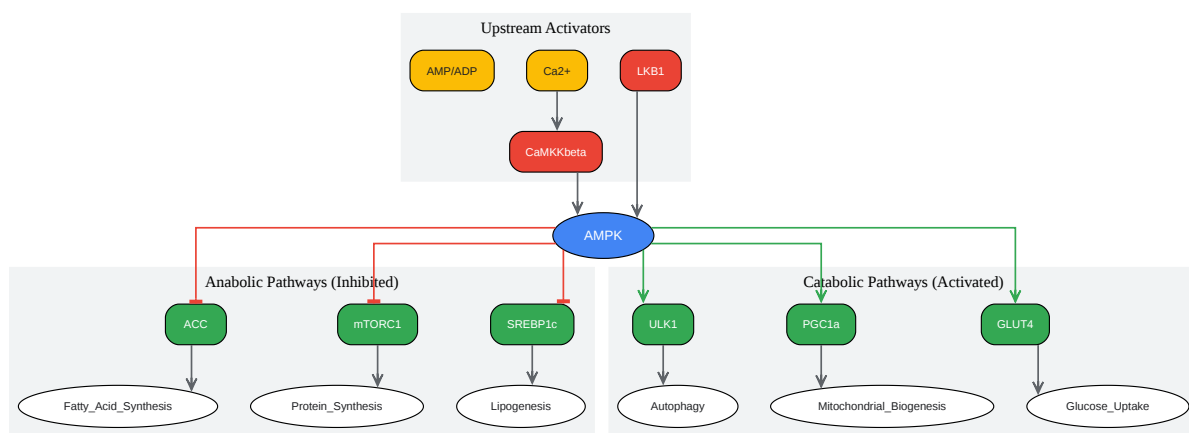 Upstream Activators
AMP/ADP
Ca2+
LKB1
CaMKKbeta
AMPK
Anabolic Pathways (Inhibited)
Catabolic Pathways (Activated)
ACC
mTORC1
SREBP1c
ULK1
PGC1a
GLUT4
Fatty_Acid_Synthesis
Protein_Synthesis
Lipogenesis
Autophagy
Mitochondrial_Biogenesis
Glucose_Uptake